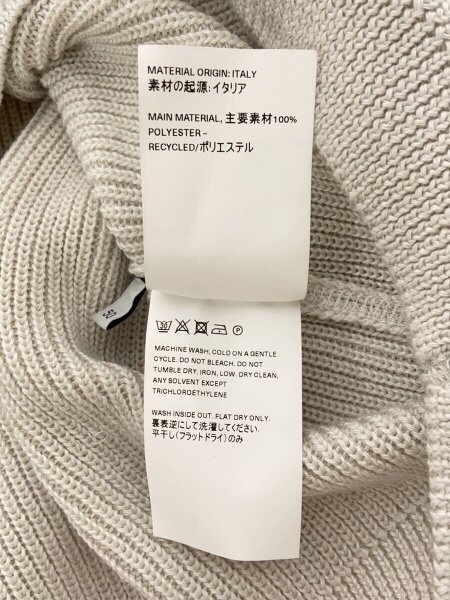 MATERIAL ORIGIN: ITALY
素材の起源:イタリア
MAIN MATERIAL, 主要素材100%
POLYESTER –
RECYCLED/ポリエステル
30
P
MACHINE WASH, COLD ON A GENTLE
CYCLE. DO NOT BLEACH. DO NOT
TUMBLE DRY. IRON, LOW. DRY CLEAN,
ANY SOLVENT EXCEPT
TRICHLOROETHYLENE
WASH INSIDE OUT. FLAT DRY ONLY.
裏表逆にして洗濯してください.
平干し(フラットドライ)のみ